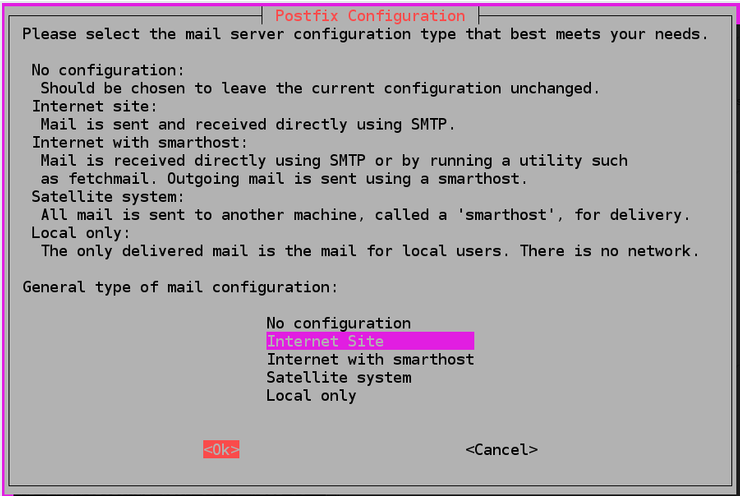 Postfix Configuration
Please select the mail server configuration type that best meets your needs.
No configuration:
Should be chosen to leave the current configuration unchanged.
Internet site:
Mail is sent and received directly using SMTP.
Internet with smarthost:
Mail is received directly using SMTP or by running a utility such
as fetchmail. Outgoing mail is sent using a smarthost.
Satellite system:
All mail is sent to another machine, called a 'smarthost', for delivery.
Local only:
The only delivered mail is the mail for local users. There is no network.
General type of mail configuration:
No configuration
Internet Site
Internet with smarthost
Satellite system
Local only
<Ok> <Cancel>